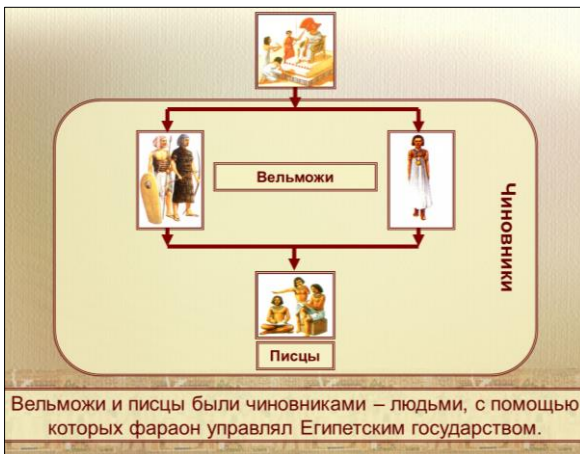 Вельможи
Чиновники
Писцы
Вельможи и писцы были чиновниками – людьми, с помощью
которых фараон управлял Египетским государством.